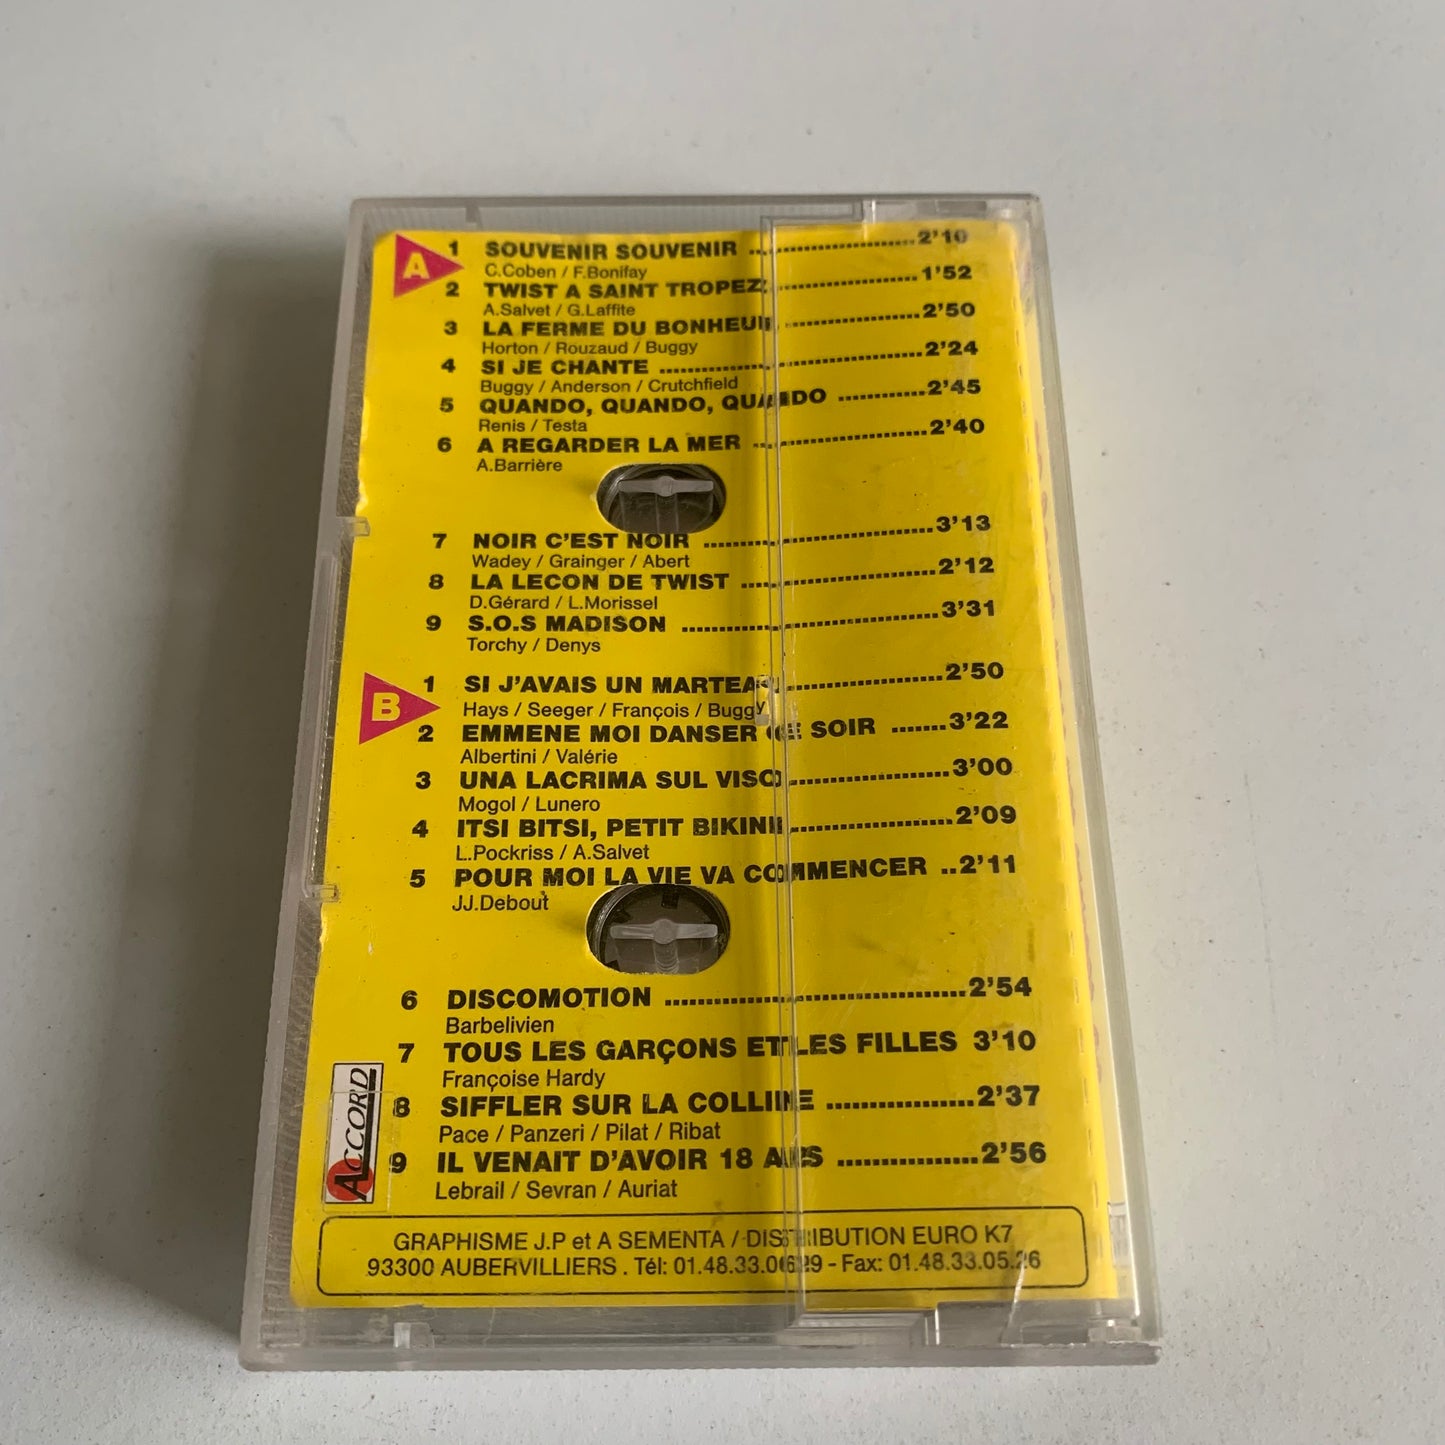 A
1 SOUVENIR SOUVENIR ........................ 2'10
C.Coben / F.Bonifay
2 TWIST A SAINT TROPEZ .................... 1'52
A.Salvet / G.Laffite
3 LA FERME DU BONHEUR ................... 2'50
Horton / Rouzaud / Buggy
4 SI JE CHANTE ................................... 2'24
Buggy / Anderson / Crutchfield
5 QUANDO, QUANDO, QUANDO ........... 2'45
Renis / Testa
6 A REGARDER LA MER ....................... 2'40
A.Barrière
7 NOIR C'EST NOIR .............................. 3'13
Wadey / Grainger / Abert
8 LA LECON DE TWIST .......................... 2'12
D.Gérard / L.Morissel
9 S.O.S MADISON .................................. 3'31
Torchy / Denys
B
1 SI J'AVAIS UN MARTEAU .................... 2'50
Hays / Seeger / François / Buggy
2 EMMENE MOI DANSER CE SOIR ....... 3'22
Albertini / Valérie
3 UNA LACRIMA SUL VISO .................... 3'00
Mogol / Lunero
4 ITSI BITSI, PETIT BIKINI .................... 2'09
L.Pockriss / A.Salvet
5 POUR MOI LA VIE VA COMMENCER .. 2'11
JJ.Debout
6 DISCOMOTION .................................. 2'54
Barbelivien
7 TOUS LES GARÇONS ET LES FILLES 3'10
Françoise Hardy
8 SIFFLER SUR LA COLLINE ................. 2'37
Pace / Panzeri / Pilat / Ribat
9 IL VENAIT D'AVOIR 18 ANS ................ 2'56
Lebrail / Sevran / Auriat
ACCORD
GRAPHISME J.P et A SEMENTA / DISTRIBUTION EURO K7
93300 AUBERVILLIERS . Tél: - Fax: 01.48.33.05.26